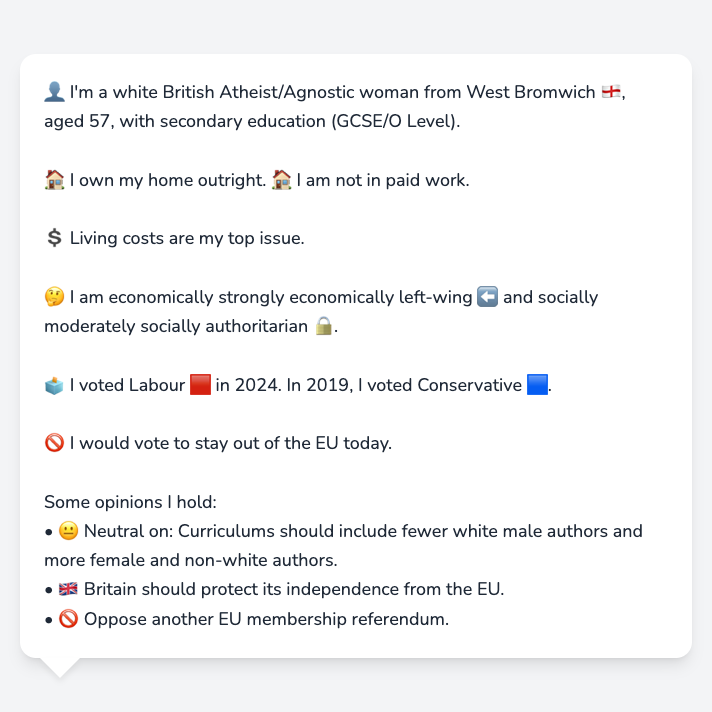 👤 I'm a white British Atheist/Agnostic woman from West Bromwich 🏴󠁧󠁢󠁥󠁮󠁧󠁿,
aged 57, with secondary education (GCSE/O Level).
🏠 I own my home outright. 🏠 I am not in paid work.
💲 Living costs are my top issue.
🤔 I am economically strongly economically left-wing ⬅️ and socially
moderately socially authoritarian 🔒.
🗳️ I voted Labour 🟥 in 2024. In 2019, I voted Conservative 🟦.
🚫 I would vote to stay out of the EU today.
Some opinions I hold:
• 😐 Neutral on: Curriculums should include fewer white male authors and
more female and non-white authors.
• 🇬🇧 Britain should protect its independence from the EU.
• 🚫 Oppose another EU membership referendum.